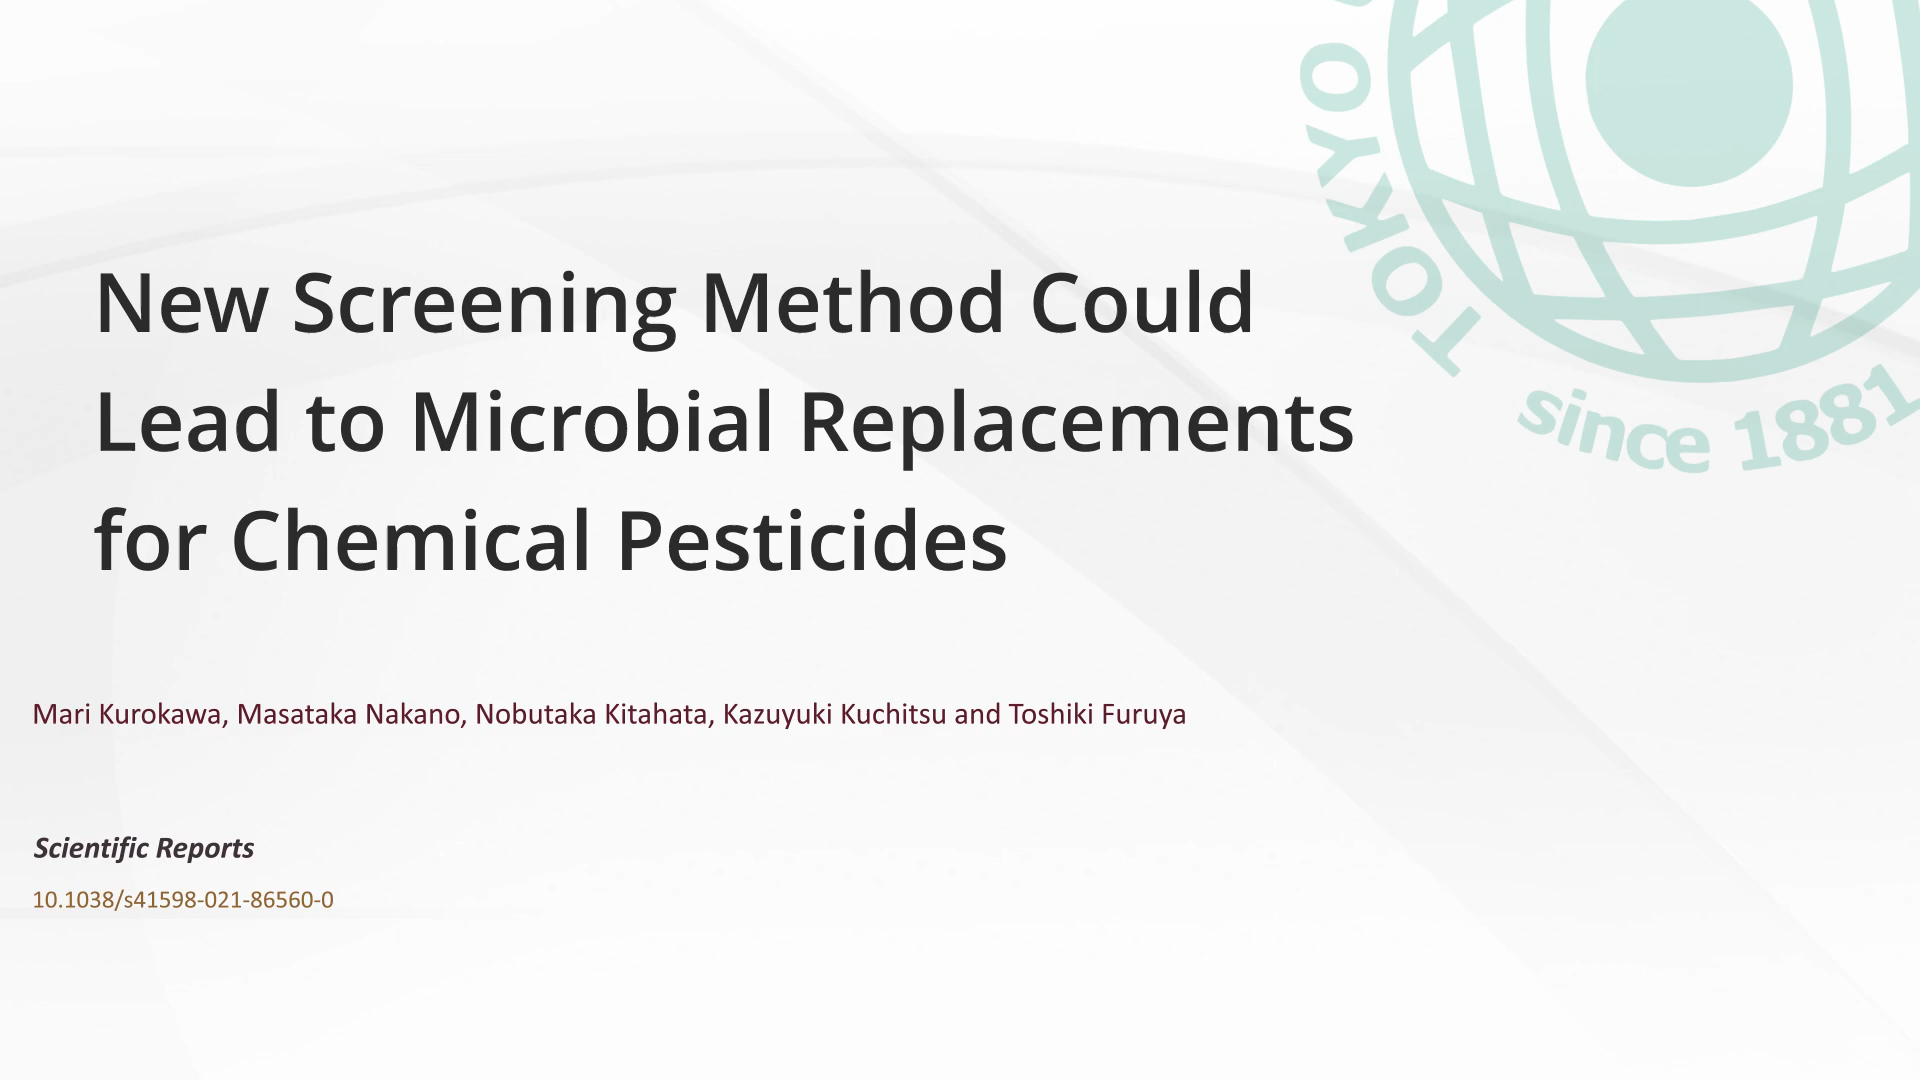 TOKYO
since 1881
New Screening Method Could
Lead to Microbial Replacements
for Chemical Pesticides
Mari Kurokawa, Masataka Nakano, Nobutaka Kitahata, Kazuyuki Kuchitsu and Toshiki Furuya
Scientific Reports
10.1038/s41598-021-86560-0